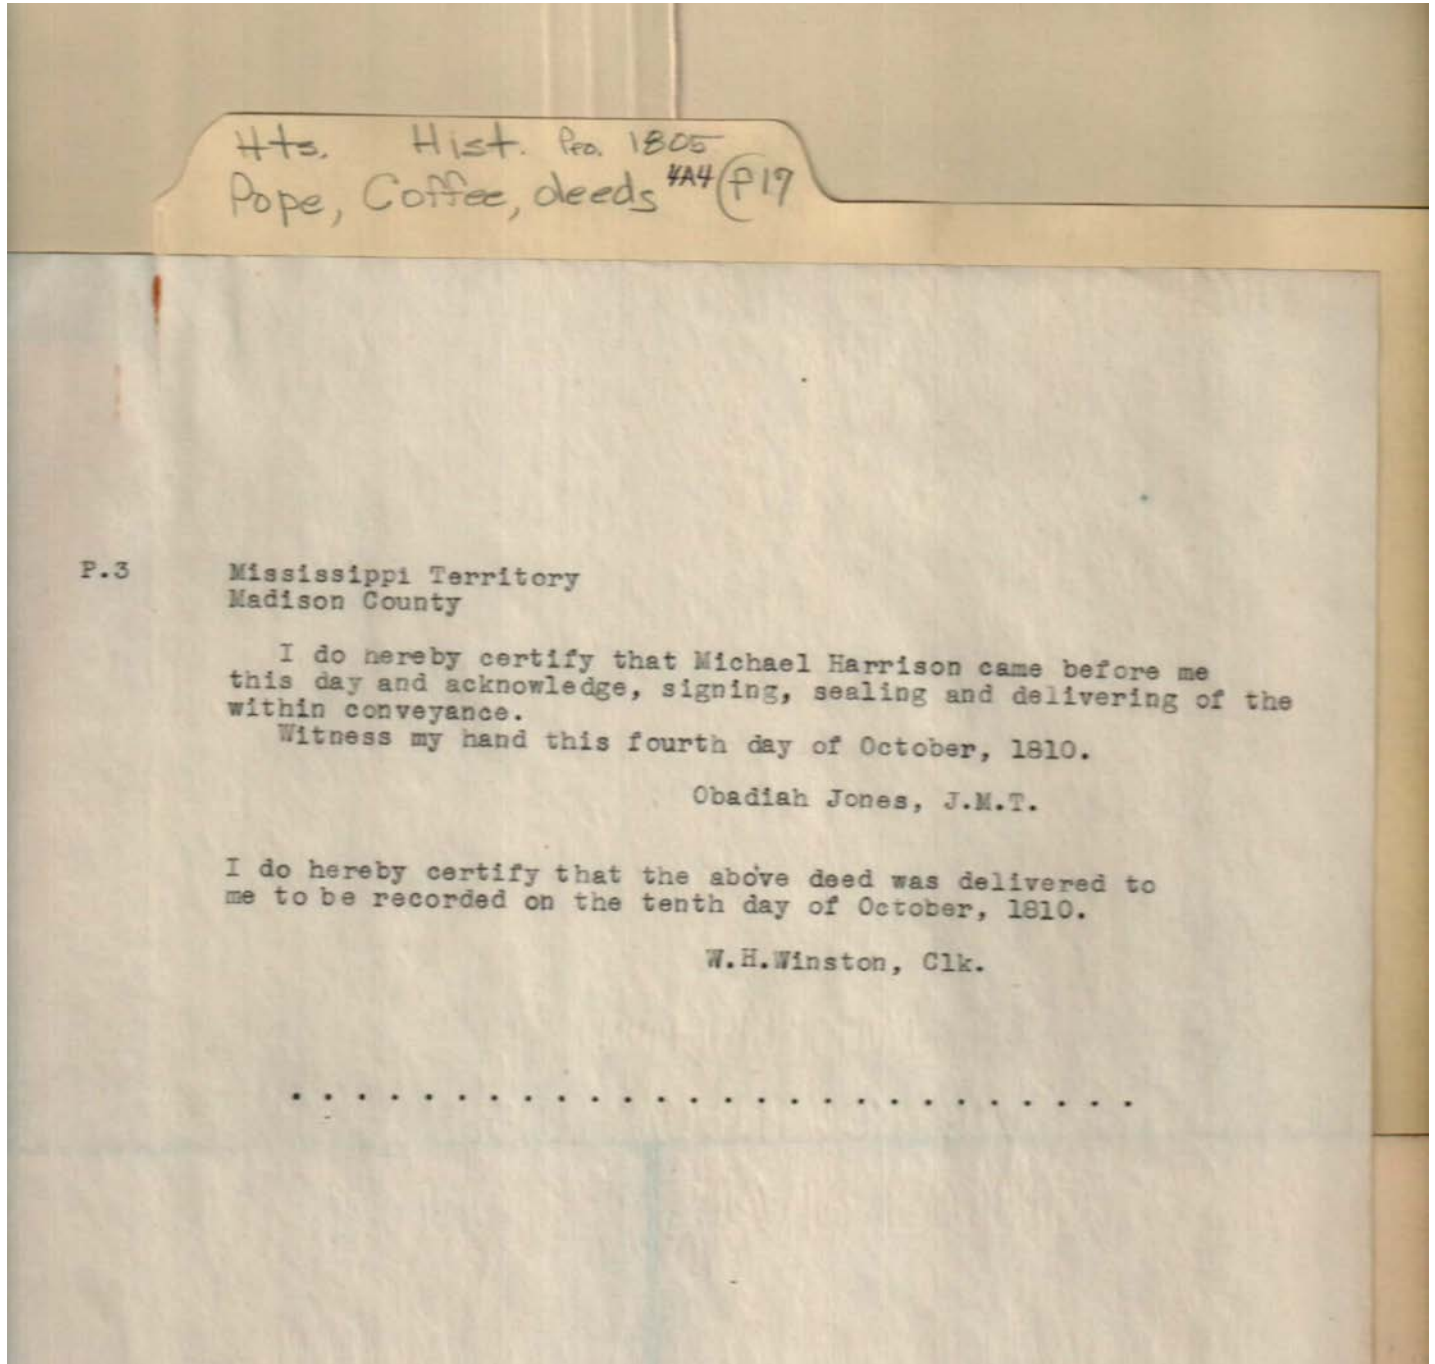 Hts. Hist. Pro. 1805
Pope, Coffee, deeds 4A4 P17
P.3 Mississippi Territory
Madison County
I do hereby certify that Michael Harrison came before me
this day and acknowledge, signing, sealing and delivering of the
within conveyance.
Witness my hand this fourth day of October, 1810.
Obadiah Jones, J.M.T.
I do hereby certify that the above deed was delivered to
me to be recorded on the tenth day of October, 1810.
W.H.Winston, Clk.
. . . . . . . . . . . . . . . . . . . . . . . . . .